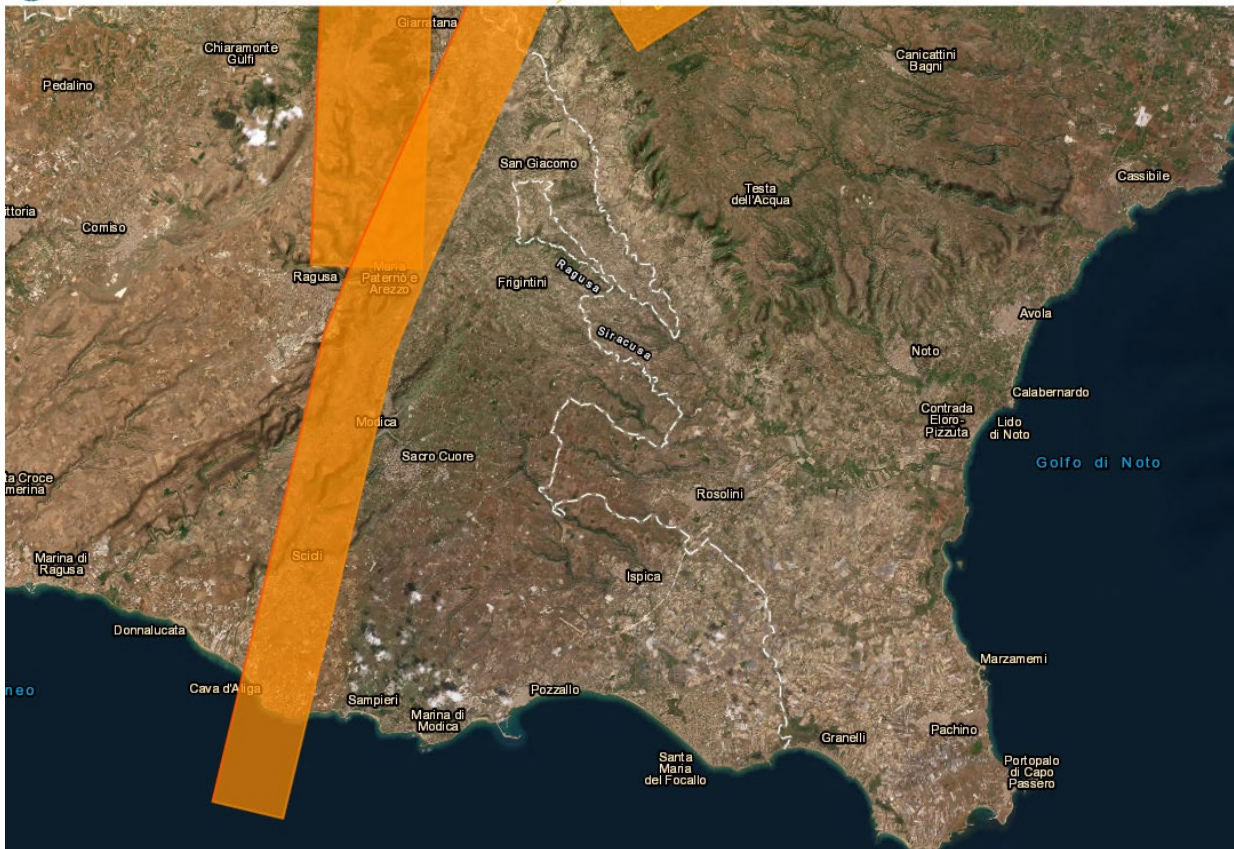 Giarratana
Chiaramonte
Gulfi
Canicattini
Bagni
Pedalino
San Giacomo
Cassibile
Testa
dell'Acqua
ittoria
Comiso
Ragusa
Maria
Paternò e
Arezzo
Frigintini
Ragusa
Siracusa
Avola
Noto
Calabernardo
Contrada
Eloro-
Pizzuta
Lido
di Noto
Modica
Sacro Cuore
Golfo di Noto
ta Croce
merina
Rosolini
Scicli
Marina di
Ragusa
Ispica
Donnalucata
Marzamemi
Cava d'Aliga
neo
Sampieri
Pozzallo
Marina di
Modica
Granelli
Pachino
Santa
Maria
del Focallo
Portopalo
di Capo
Passero